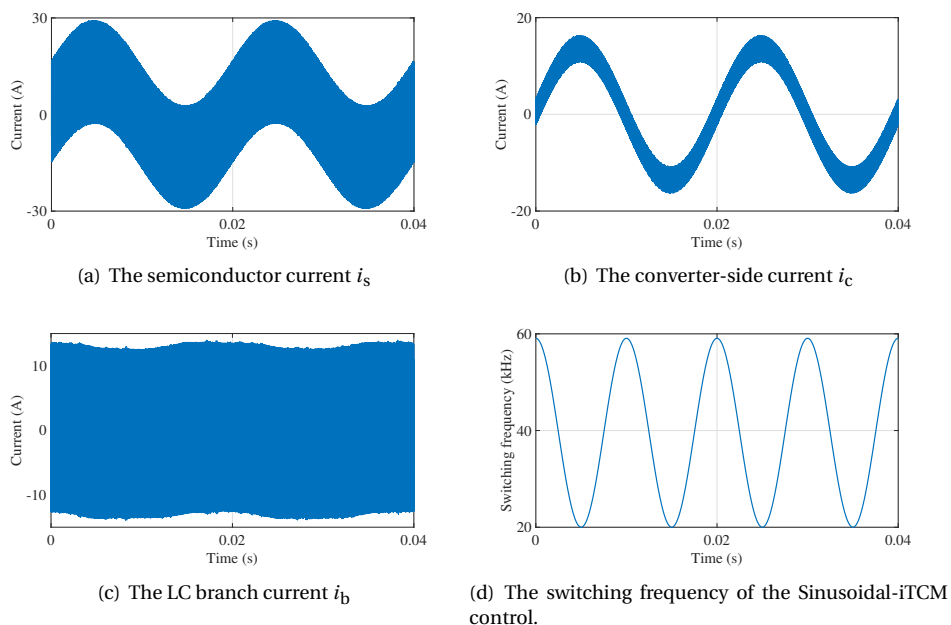 30
0
-30
Current (A)
0
0.02
0.04
Time (s)
(a) The semiconductor current is
20
0
-20
Current (A)
0
0.02
0.04
Time (s)
(b) The converter-side current ic
10
0
-10
Current (A)
0
0.02
0.04
Time (s)
(c) The LC branch current ib
60
40
20
Switching frequency (kHz)
0
0.02
0.04
Time (s)
(d) The switching frequency of the Sinusoidal-iTCM
control.